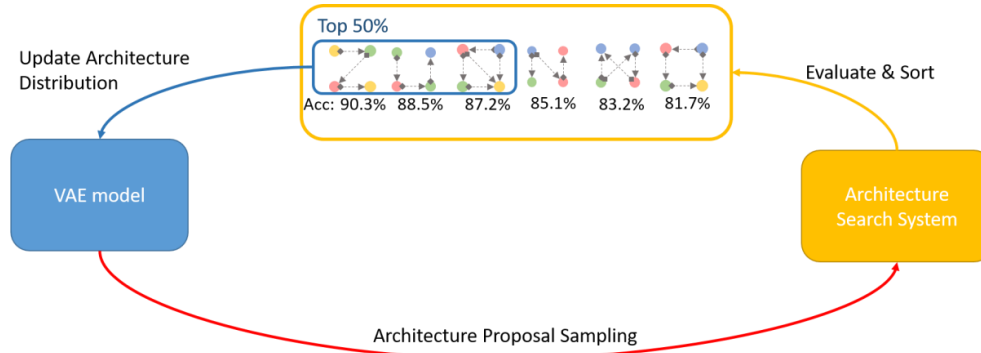 Top 50%
Update Architecture
Distribution
Evaluate & Sort
Acc: 90.3% 88.5% 87.2% 85.1% 83.2% 81.7%
VAE model
Architecture
Search System
Architecture Proposal Sampling